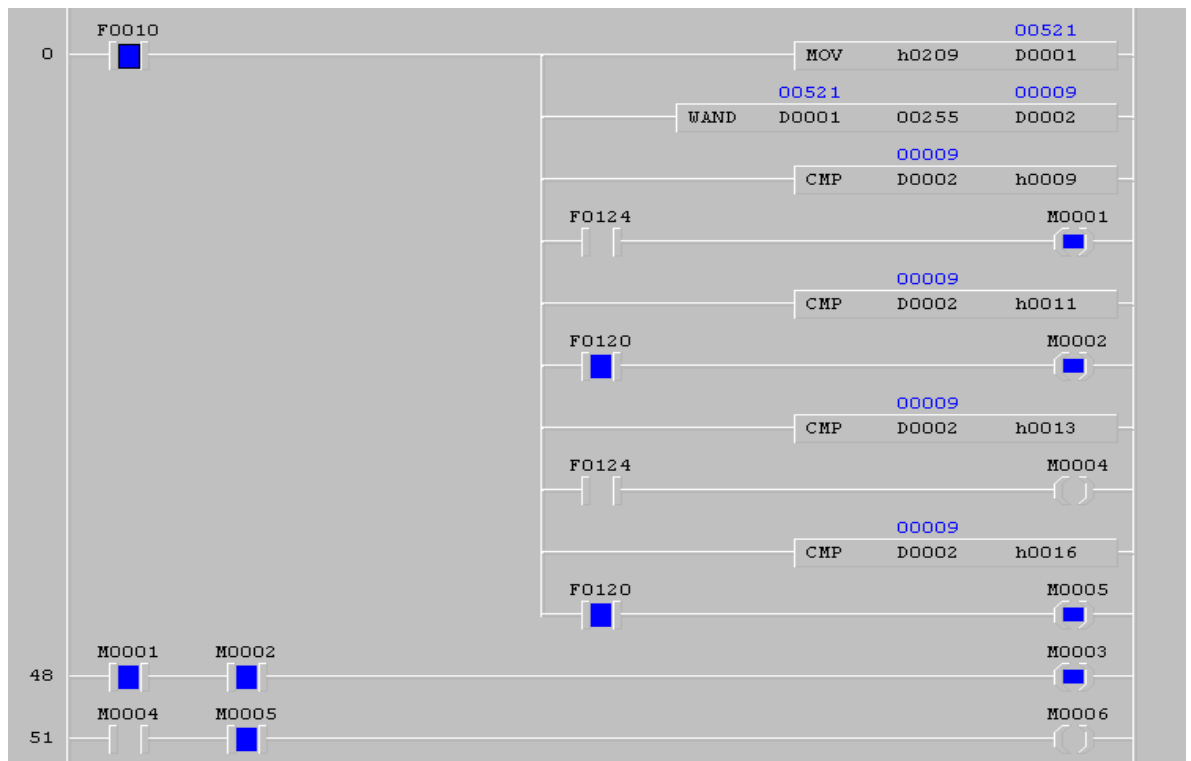 F0010 00521
0 MOV h0209 D0001
00521 00009
WAND D0001 00255 D0002
00009
CMP D0002 h0009
F0124 M0001
00009
CMP D0002 h0011
F0120 M0002
00009
CMP D0002 h0013
F0124 M0004
00009
CMP D0002 h0016
F0120 M0005
M0001 M0002 M0003
48
M0004 M0005 M0006
51